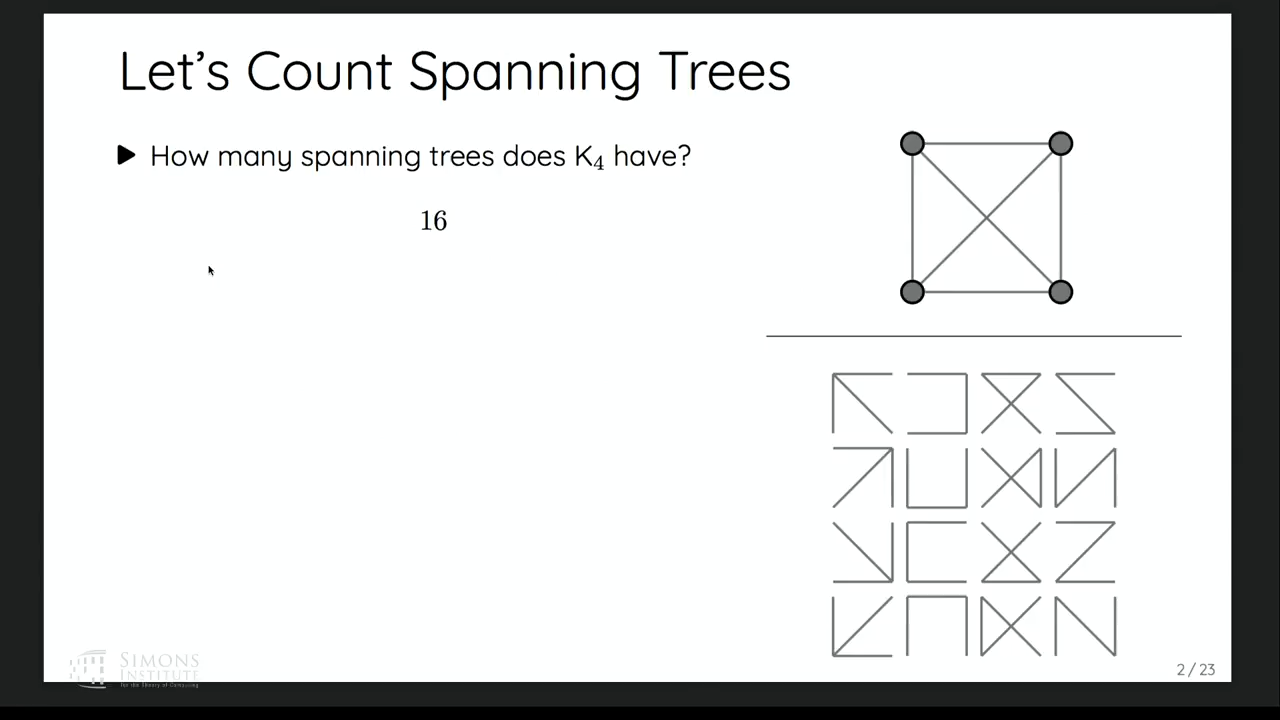 Let's Count Spanning Trees
How many spanning trees does K₄ have?
16
SIMONS
INSTITUTE
for the Theory of Computing
2 / 23